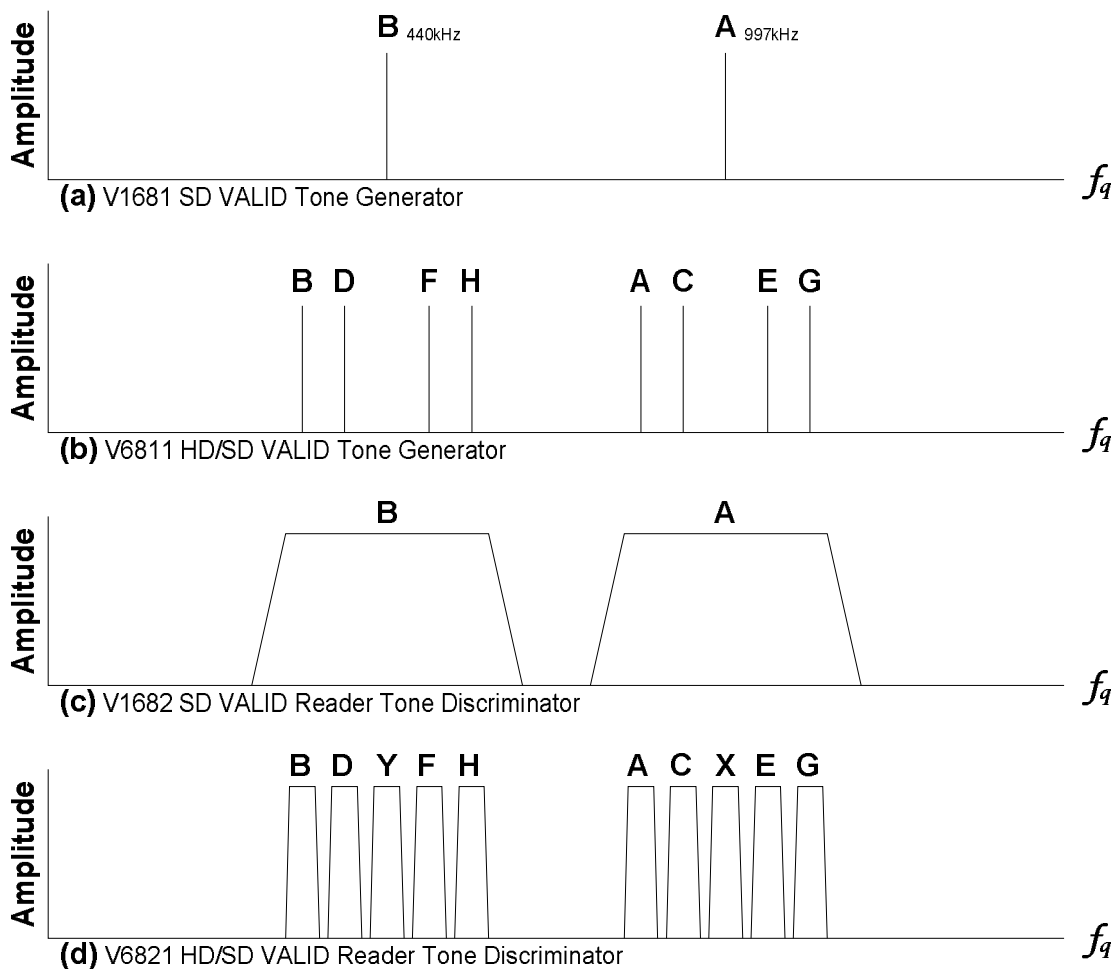 B 440kHz A 997kHz
Amplitude
fq
(a) V1681 SD VALID Tone Generator
B D F H A C E G
Amplitude
fq
(b) V6811 HD/SD VALID Tone Generator
B A
Amplitude
fq
(c) V1682 SD VALID Reader Tone Discriminator
B D Y F H A C X E G
Amplitude
fq
(d) V6821 HD/SD VALID Reader Tone Discriminator